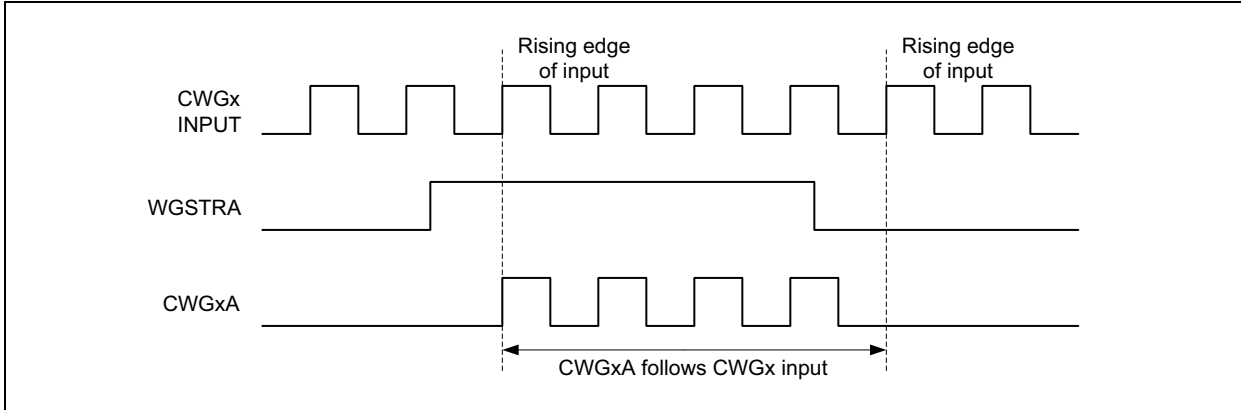 Rising edge
of input
Rising edge
of input
CWGx
INPUT
WGSTRA
CWGxA
CWGxA follows CWGx input